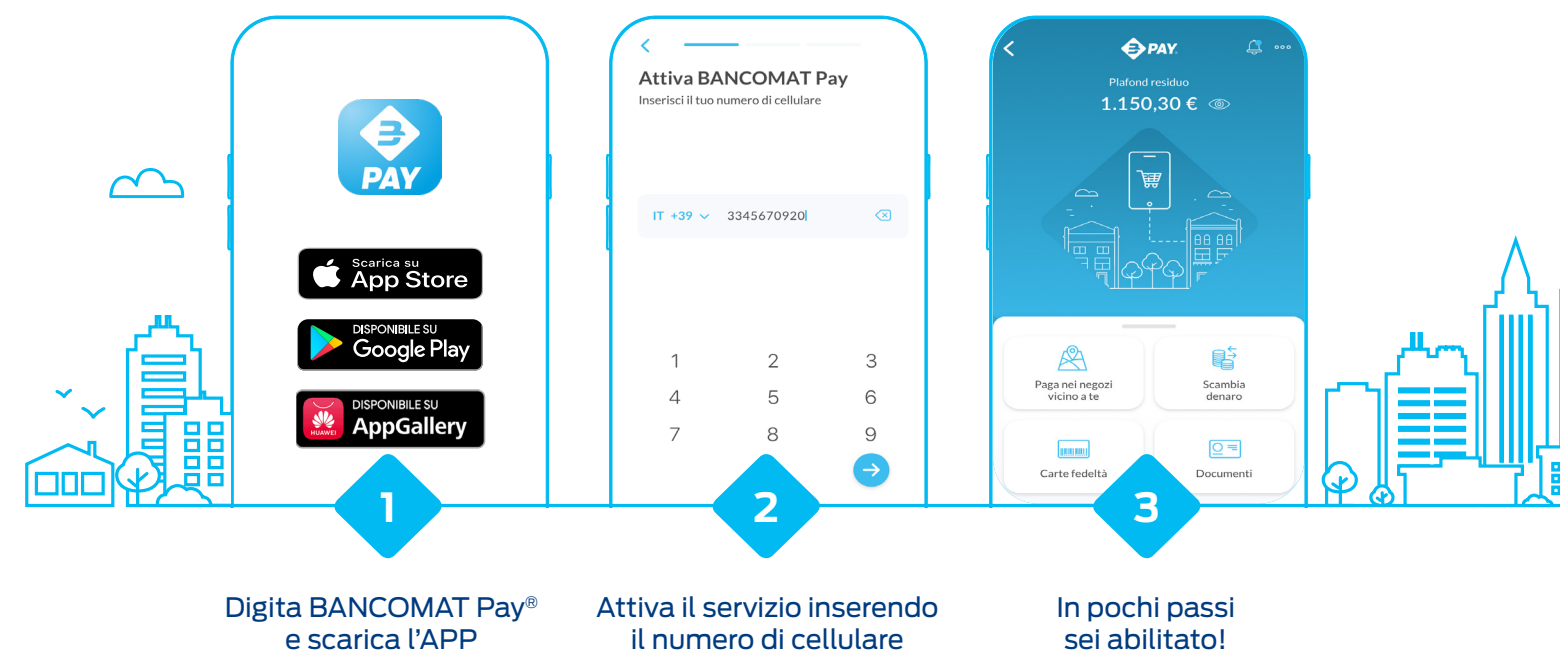 PAY
Scarica su
App Store
DISPONIBILE SU
Google Play
HUAWEI
DISPONIBILE SU
AppGallery
1
Digita BANCOMAT Pay®
e scarica l'APP
Attiva BANCOMAT Pay
Inserisci il tuo numero di cellulare
IT +39 3345670920
1 2 3
4 5 6
7 8 9
2
Attiva il servizio inserendo
il numero di cellulare
PAY
Plafond residuo
1.150,30 €
Paga nei negozi
vicino a te
Scambia
denaro
Carte fedeltà
Documenti
3
In pochi passi
sei abilitato!